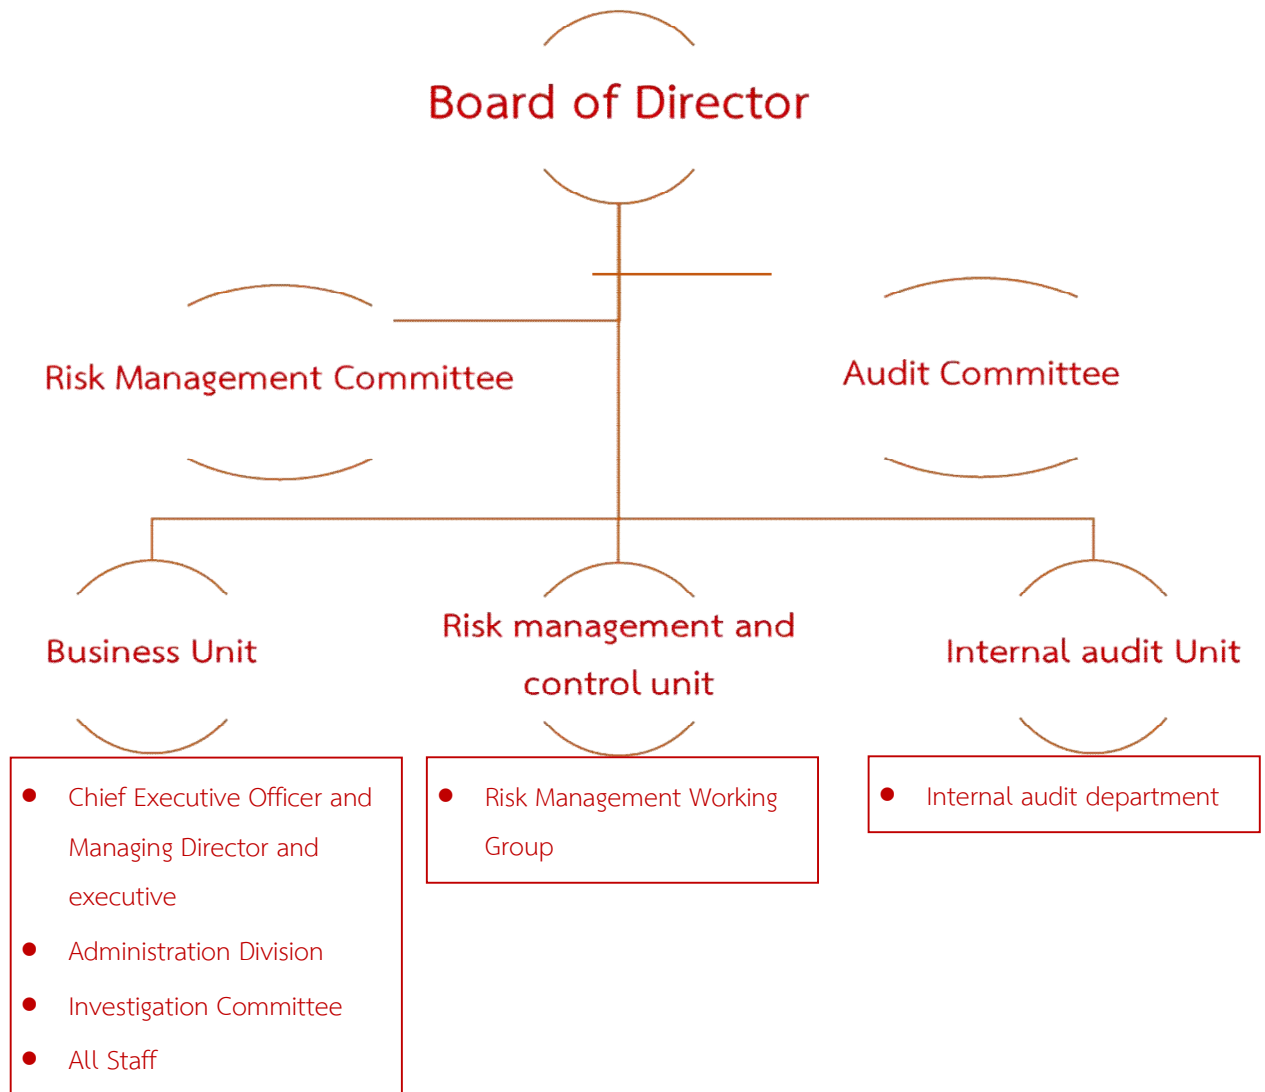 Board of Director
Risk Management Committee
Audit Committee
Business Unit
Risk management and
control unit
Internal audit Unit
● Chief Executive Officer and
Managing Director and
executive
● Administration Division
● Investigation Committee
● All Staff
● Risk Management Working
Group
● Internal audit department